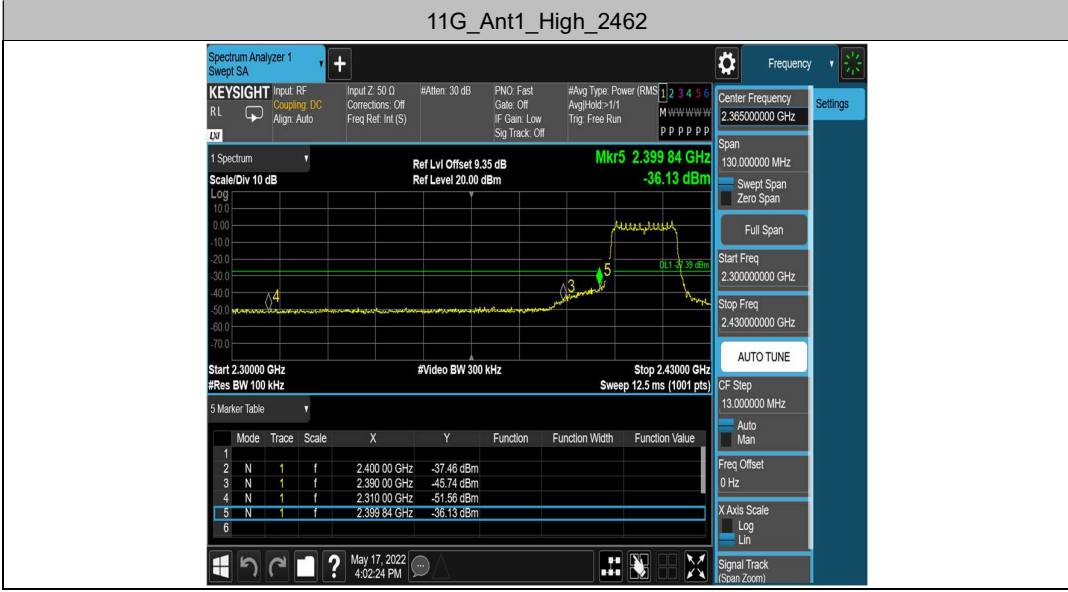 11G_Ant1_High_2462
Spectrum Analyzer 1
Swept SA
+
Frequency
KEYSIGHT
RL
LXI
Input: RF
Coupling: DC
Align: Auto
Input Z: 50 Ω
Corrections: Off
Freq Ref: Int (S)
#Atten: 30 dB
PNO: Fast
Gate: Off
IF Gain: Low
Sig Track: Off
#Avg Type: Power (RMS
Avg|Hold:>1/1
Trig: Free Run
1 2 3 4 5 6
M W W W W W
P P P P P P
Center Frequency
2.365000000 GHz
Settings
Span
130.000000 MHz
Swept Span
Zero Span
Full Span
Start Freq
2.300000000 GHz
Stop Freq
2.430000000 GHz
AUTO TUNE
CF Step
13.000000 MHz
Auto
Man
Freq Offset
0 Hz
X Axis Scale
Log
Lin
Signal Track
(Span Zoom)
1 Spectrum
Scale/Div 10 dB
Ref Lvl Offset 9.35 dB
Ref Level 20.00 dBm
Mkr5 2.399 84 GHz
-36.13 dBm
Log
10.0
0.00
-10.0
-20.0
-30.0
-40.0
-50.0
-60.0
-70.0
DL1 -27.39 dBm
4
3
5
Start 2.30000 GHz
#Res BW 100 kHz
#Video BW 300 kHz
Stop 2.43000 GHz
Sweep 12.5 ms (1001 pts)
5 Marker Table
Mode Trace Scale X Y Function Function Width Function Value
1
2 N 1 f 2.400 00 GHz -37.46 dBm
3 N 1 f 2.390 00 GHz -45.74 dBm
4 N 1 f 2.310 00 GHz -51.56 dBm
5 N 1 f 2.399 84 GHz -36.13 dBm
6
?
May 17, 2022
4:02:24 PM